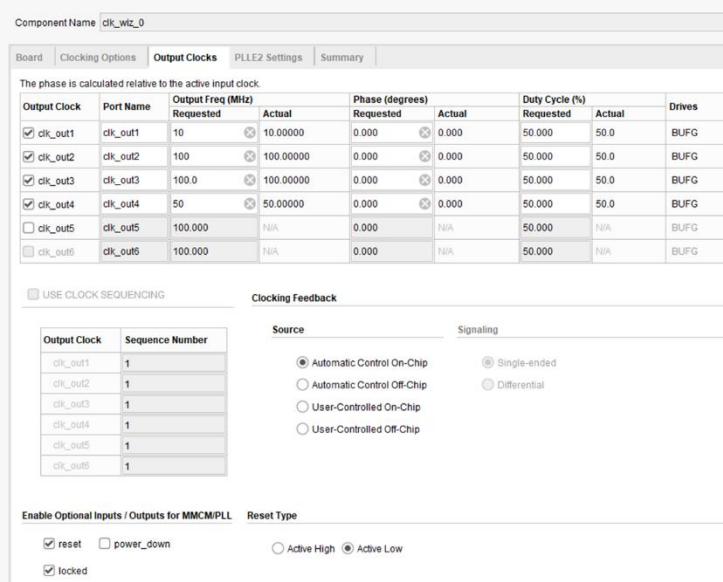 Component Name clk_wiz_0
Board Clocking Options Output Clocks PLLE2 Settings Summary
The phase is calculated relative to the active input clock.
Output Clock Port Name Output Freq (MHz) Phase (degrees) Duty Cycle (%) Drives
Requested Actual Requested Actual Requested Actual
clk_out1 clk_out1 10 10.00000 0.000 0.000 50.000 50.0 BUFG
clk_out2 clk_out2 100 100.00000 0.000 0.000 50.000 50.0 BUFG
clk_out3 clk_out3 100.0 100.00000 0.000 0.000 50.000 50.0 BUFG
clk_out4 clk_out4 50 50.00000 0.000 0.000 50.000 50.0 BUFG
clk_out5 clk_out5 100.000 N/A 0.000 N/A 50.000 N/A BUFG
clk_out6 clk_out6 100.000 N/A 0.000 N/A 50.000 N/A BUFG
USE CLOCK SEQUENCING Clocking Feedback
Output Clock Sequence Number
clk_out1 1
clk_out2 1
clk_out3 1
clk_out4 1
clk_out5 1
clk_out6 1
Source Signaling
Automatic Control On-Chip Single-ended
Automatic Control Off-Chip Differential
User-Controlled On-Chip
User-Controlled Off-Chip
Enable Optional Inputs / Outputs for MMCM/PLL Reset Type
reset power_down Active High Active Low
locked